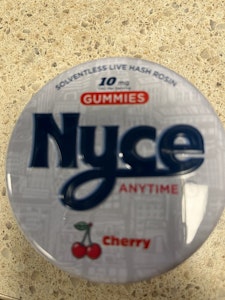 SOLVENTLESS LIVE HASH ROSIN
10 mg
GUMMIES
Nyce
ANYTIME
Cherry